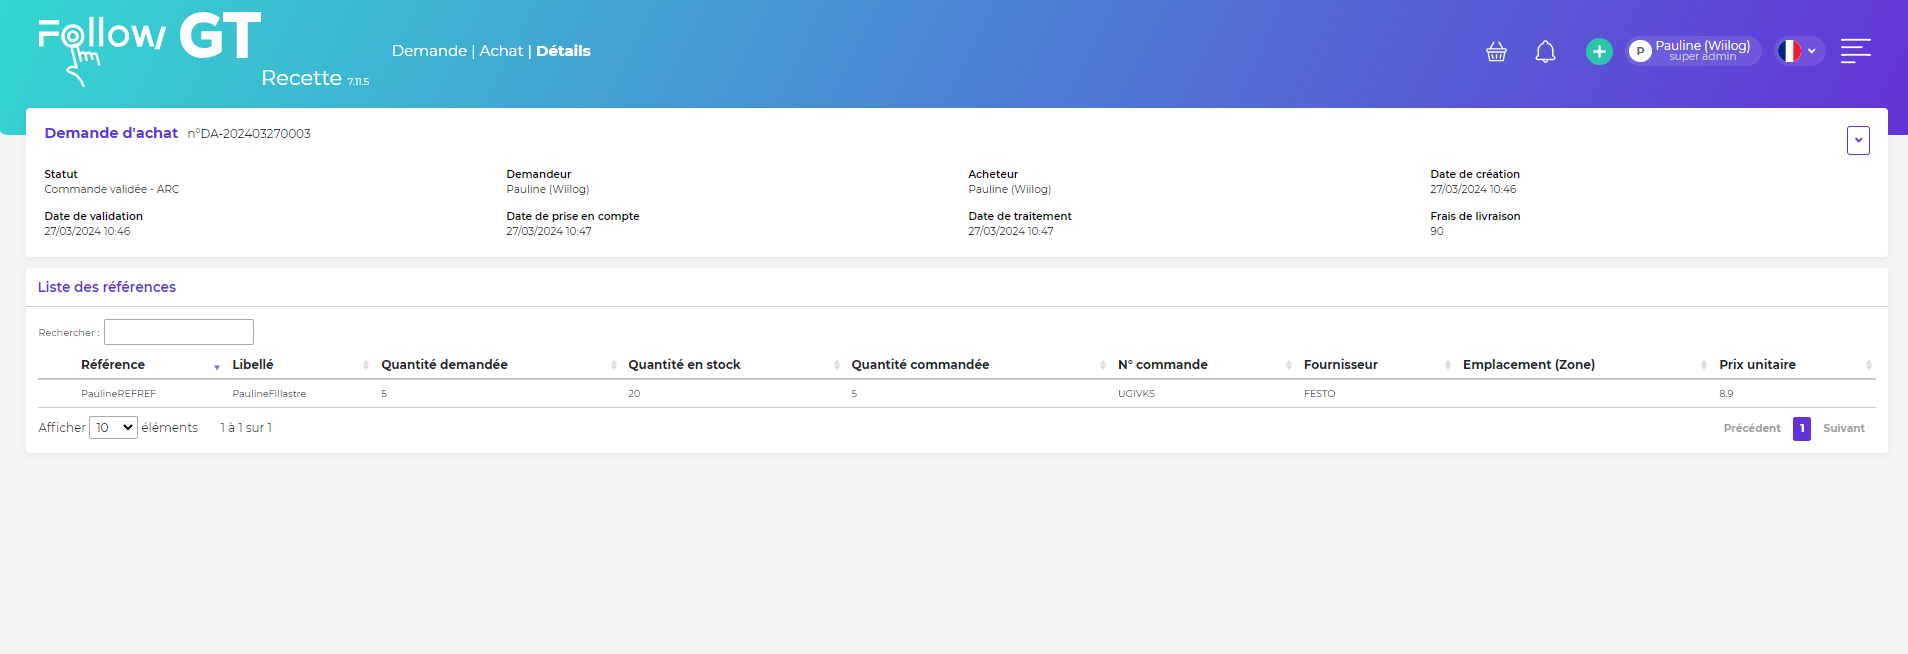 Follow GT
Recette 7.11.5
Demande | Achat | Détails
P Pauline (Wiilog)
super admin
Demande d'achat n°DA-202403270003
Statut Demandeur Acheteur Date de création
Commande validée - ARC Pauline (Wiilog) Pauline (Wiilog) 27/03/2024 10:46
Date de validation Date de prise en compte Date de traitement Frais de livraison
27/03/2024 10:46 27/03/2024 10:47 27/03/2024 10:47 90
Liste des références
Rechercher :
Référence Libellé Quantité demandée Quantité en stock Quantité commandée N° commande Fournisseur Emplacement (Zone) Prix unitaire
PaulineREFREF PaulineFillastre 5 20 5 UGIVKS FESTO 8.9
Afficher 10 éléments 1 à 1 sur 1 Précédent 1 Suivant